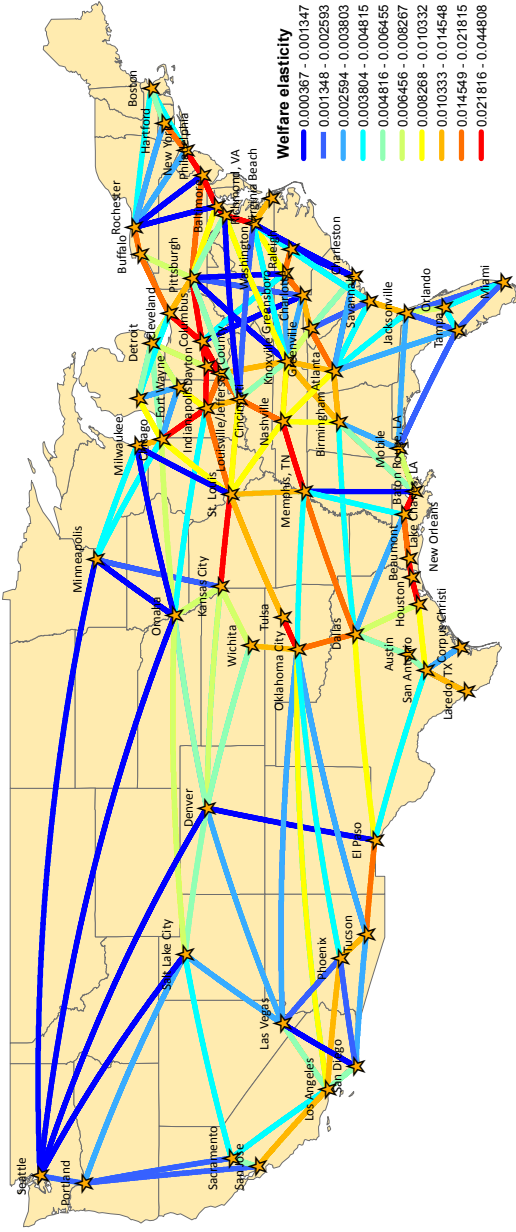 Seattle
Portland
Sacramento
San Jose
Los Angeles
San Diego
Las Vegas
Phoenix
Tucson
Salt Lake City
Denver
El Paso
Minneapolis
Omaha
Kansas City
Wichita
Tulsa
Oklahoma City
Dallas
Austin
San Antonio
Laredo, TX
Corpus Christi
Houston
Beaumont
Lake Charles, LA
Baton Rouge, LA
New Orleans
Mobile
Milwaukee
Chicago
St. Louis
Memphis, TN
Nashville
Birmingham
Atlanta
Detroit
Fort Wayne
Indianapolis
Dayton
Columbus
Cleveland
Louisville/Jefferson County
Cincinnati
Knoxville
Greenville
Greensboro
Charlotte
Raleigh
Pittsburgh
Buffalo
Rochester
Boston
Hartford
New York
Philadelphia
Baltimore
Washington
Richmond, VA
Virginia Beach
Charleston
Savannah
Jacksonville
Orlando
Tampa
Miami
Welfare elasticity
0.000367 - 0.001347
0.001348 - 0.002593
0.002594 - 0.003803
0.003804 - 0.004815
0.004816 - 0.006455
0.006456 - 0.008267
0.008268 - 0.010332
0.010333 - 0.014548
0.014549 - 0.021815
0.021816 - 0.044808